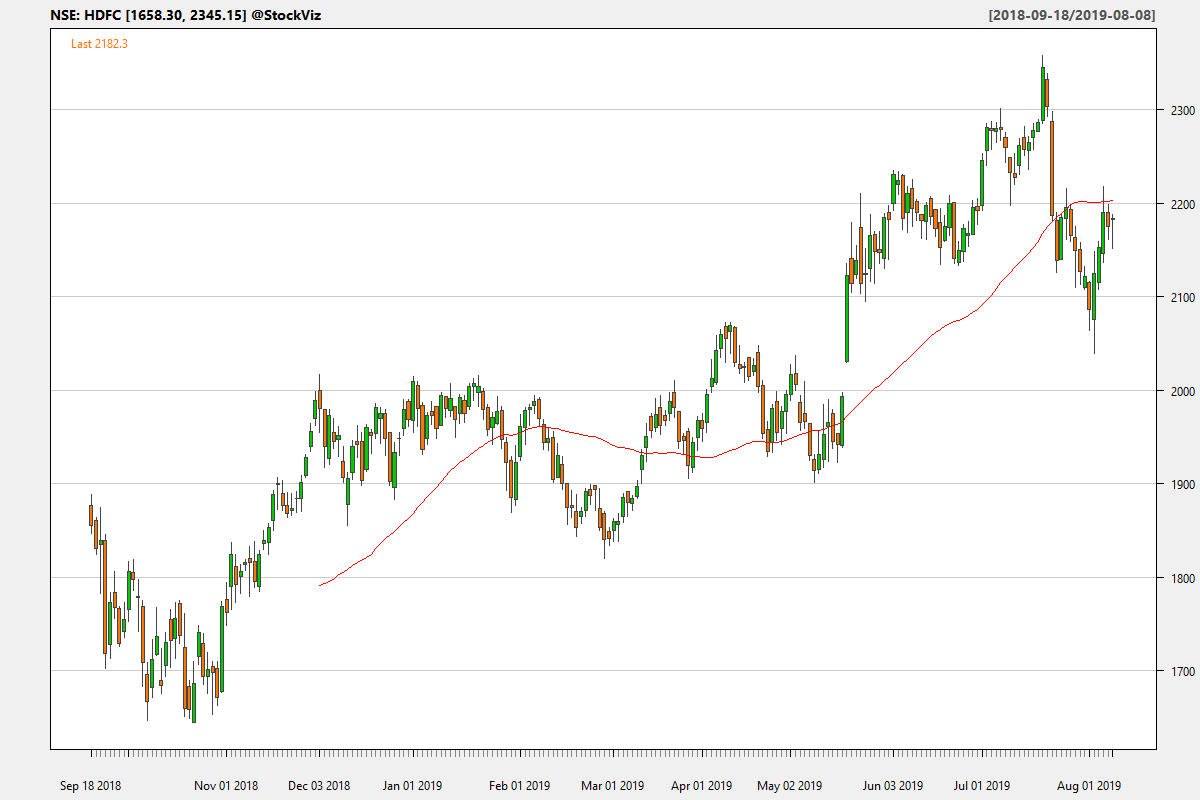 NSE: HDFC [1658.30, 2345.15] @StockViz [2018-09-18/2019-08-08]
Last 2182.3
2300
2200
2100
2000
1900
1800
1700
Sep 18 2018 Nov 01 2018 Dec 03 2018 Jan 01 2019 Feb 01 2019 Mar 01 2019 Apr 01 2019 May 02 2019 Jun 03 2019 Jul 01 2019 Aug 01 2019